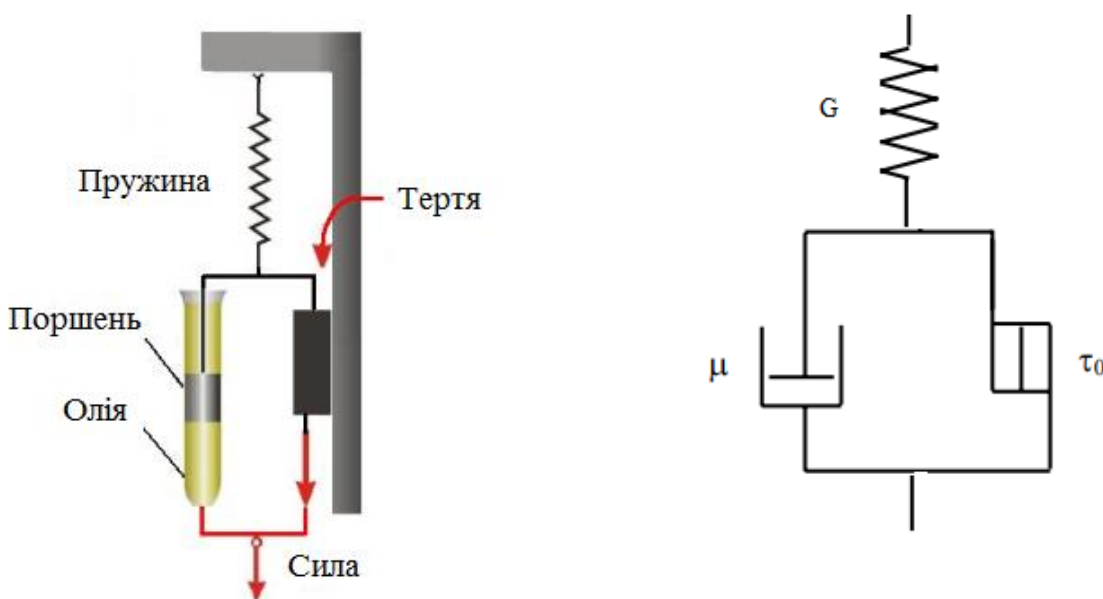 Пружина
Тертя
Поршень
Олія
Сила
G
μ
τ₀